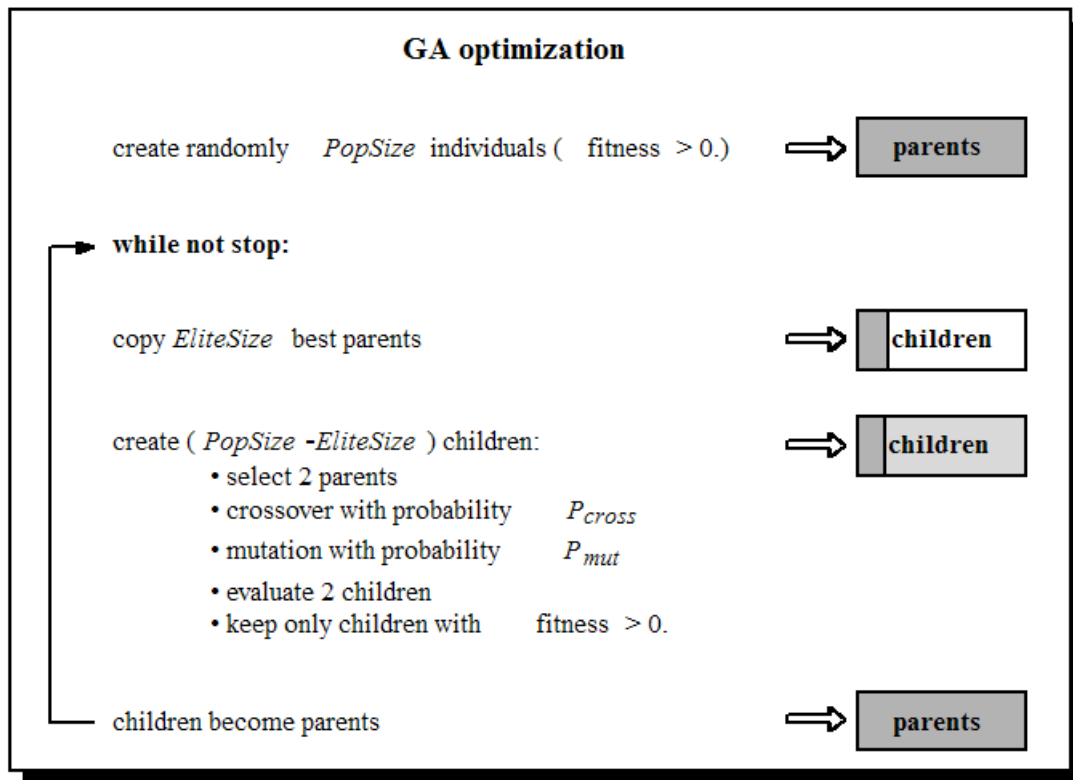 GA optimization
create randomly PopSize individuals ( fitness > 0.) parents
while not stop:
copy EliteSize best parents children
create ( PopSize -EliteSize ) children: children
• select 2 parents
• crossover with probability Pcross
• mutation with probability Pmut
• evaluate 2 children
• keep only children with fitness > 0.
children become parents parents